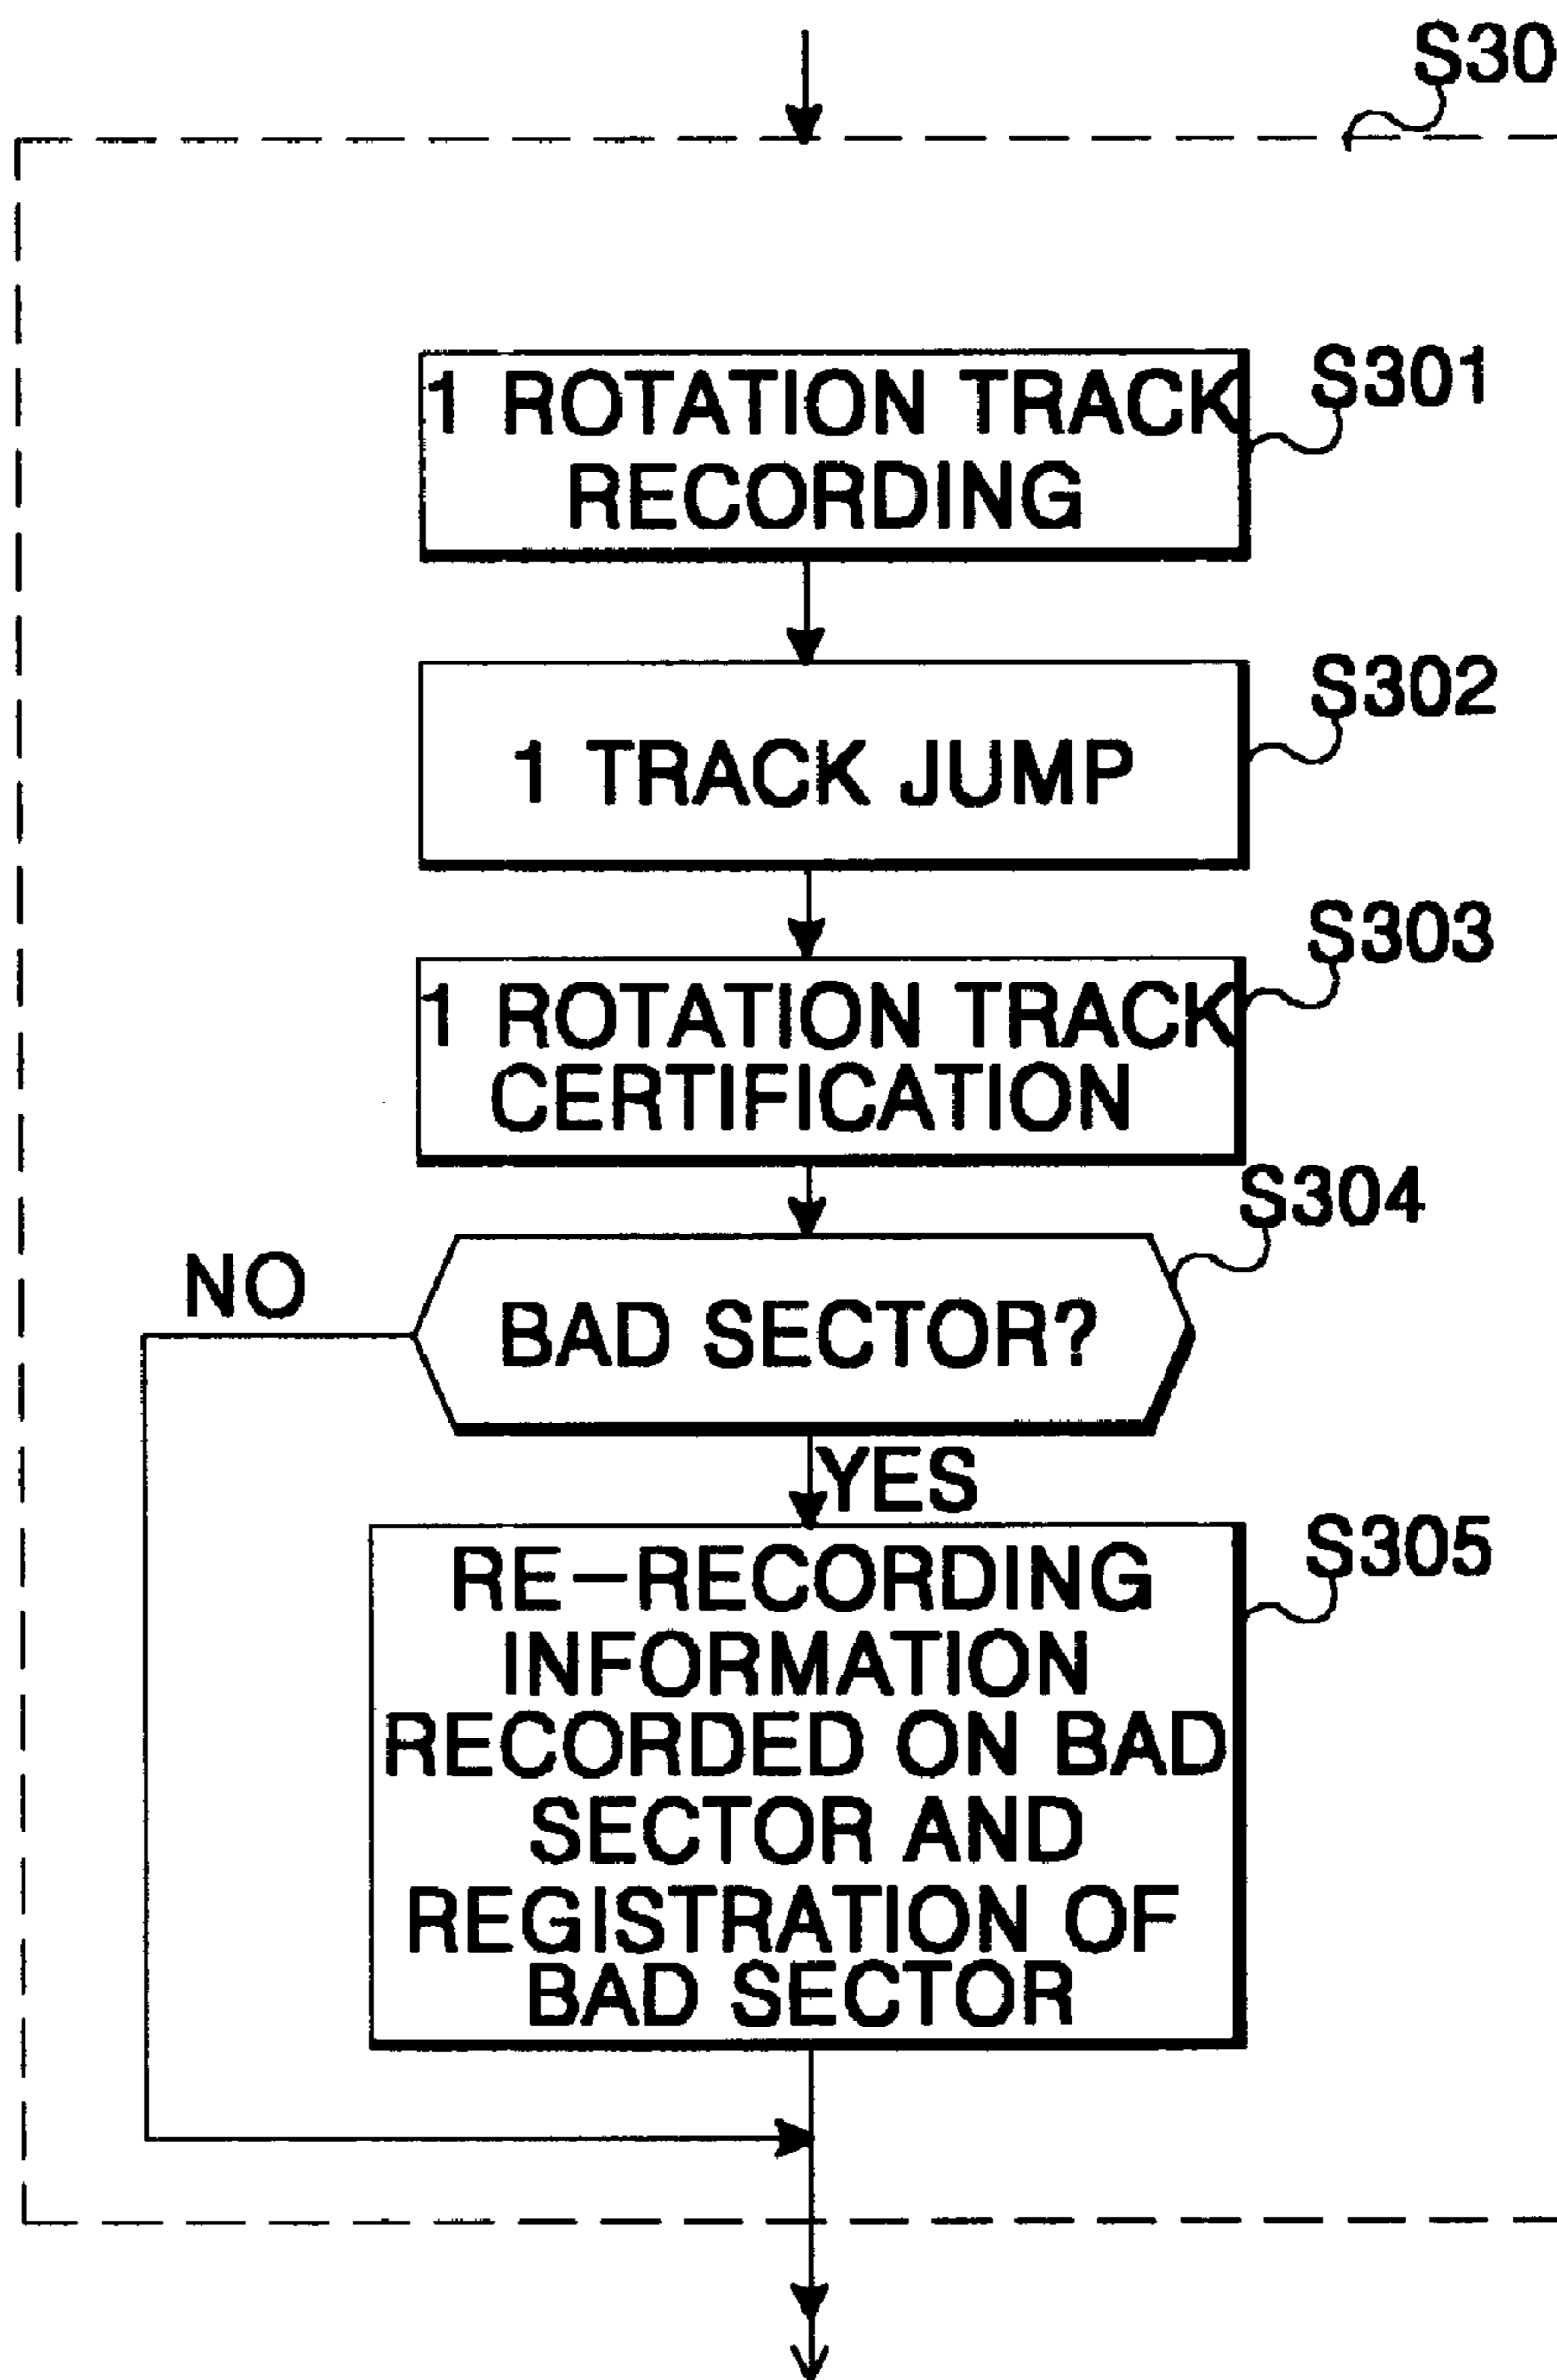 S30
1 ROTATION TRACK
RECORDING
S301
1 TRACK JUMP
S302
1 ROTATION TRACK
CERTIFICATION
S303
S304
NO
BAD SECTOR?
YES
RE-RECORDING
INFORMATION
RECORDED ON BAD
SECTOR AND
REGISTRATION OF
BAD SECTOR
S305